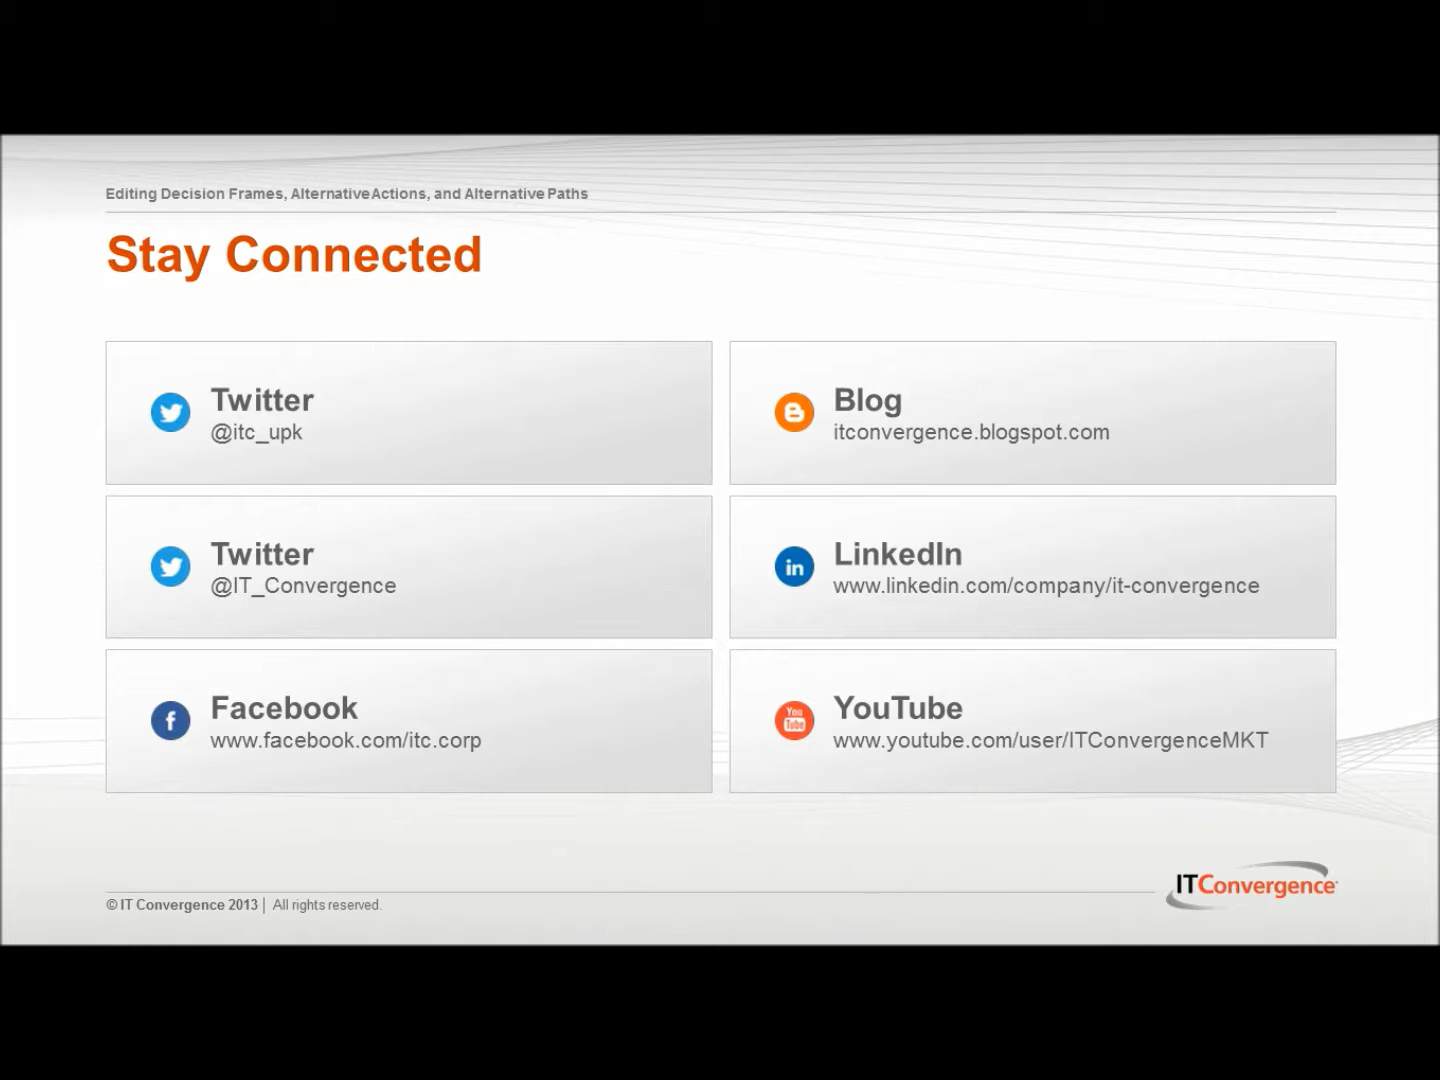 Editing Decision Frames, Alternative Actions, and Alternative Paths
Stay Connected
Twitter
@itc_upk
Blog
itconvergence.blogspot.com
Twitter
@IT_Convergence
LinkedIn
www.linkedin.com/company/it-convergence
Facebook
www.facebook.com/itc.corp
You
Tube
YouTube
www.youtube.com/user/ITConvergenceMKT
© IT Convergence 2013 | All rights reserved.
ITConvergence